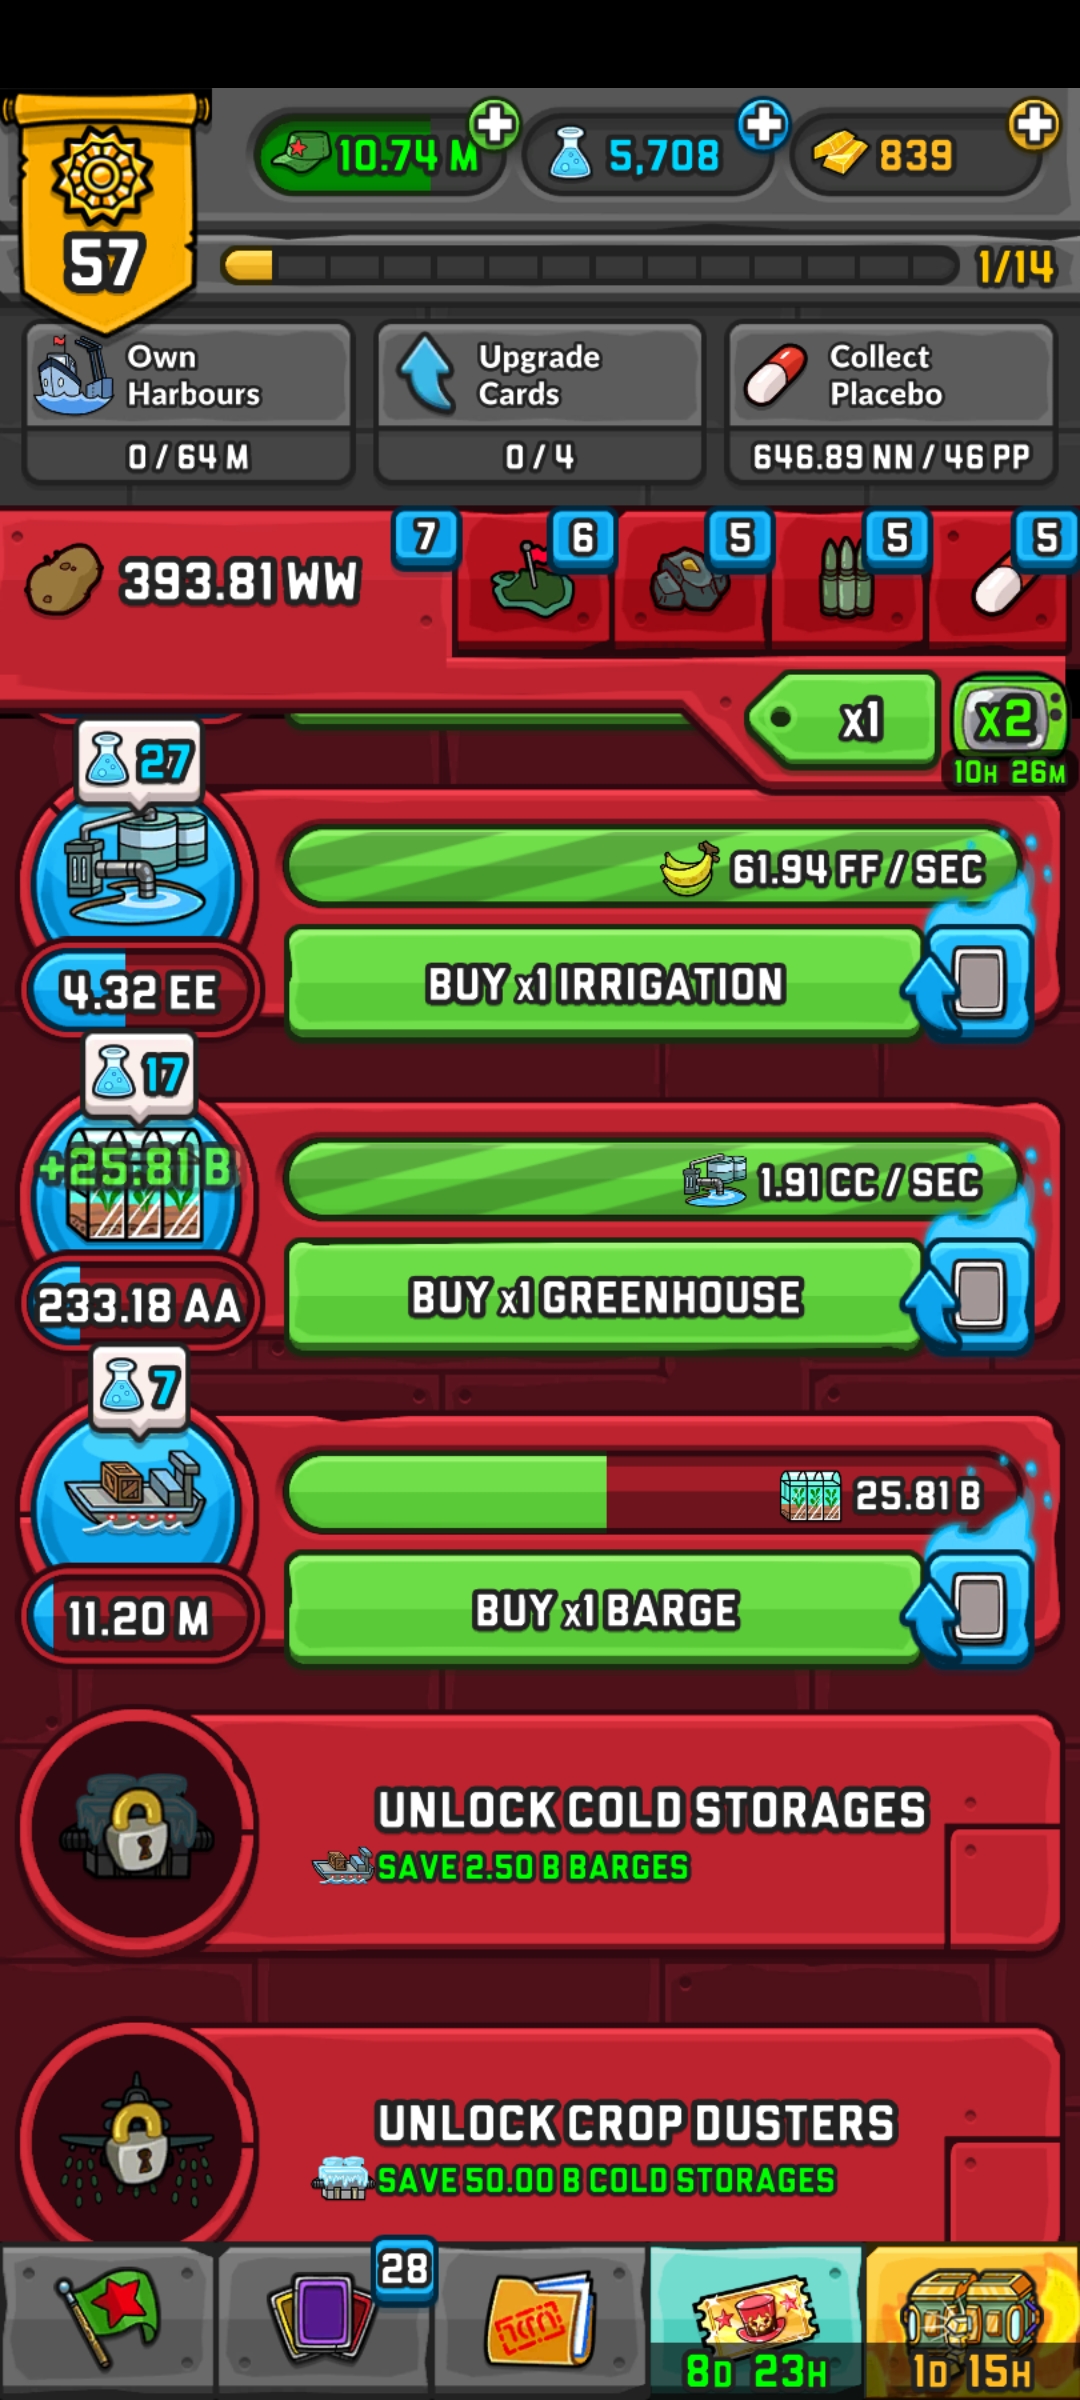 10.74 M
5,708
839
57
1/14
Own
Harbours
0 / 64 M
Upgrade
Cards
0 / 4
Collect
Placebo
646.89 NN / 46 PP
393.81 WW
7
6
5
5
5
x1
x2
10H 26M
27
61.94 FF / SEC
4.32 EE
BUY x1 IRRIGATION
17
+25.81 B
1.91 CC / SEC
233.18 AA
BUY x1 GREENHOUSE
7
25.81 B
11.20 M
BUY x1 BARGE
UNLOCK COLD STORAGES
SAVE 2.50 B BARGES
UNLOCK CROP DUSTERS
SAVE 50.00 B COLD STORAGES
28
8D 23H
1D 15H